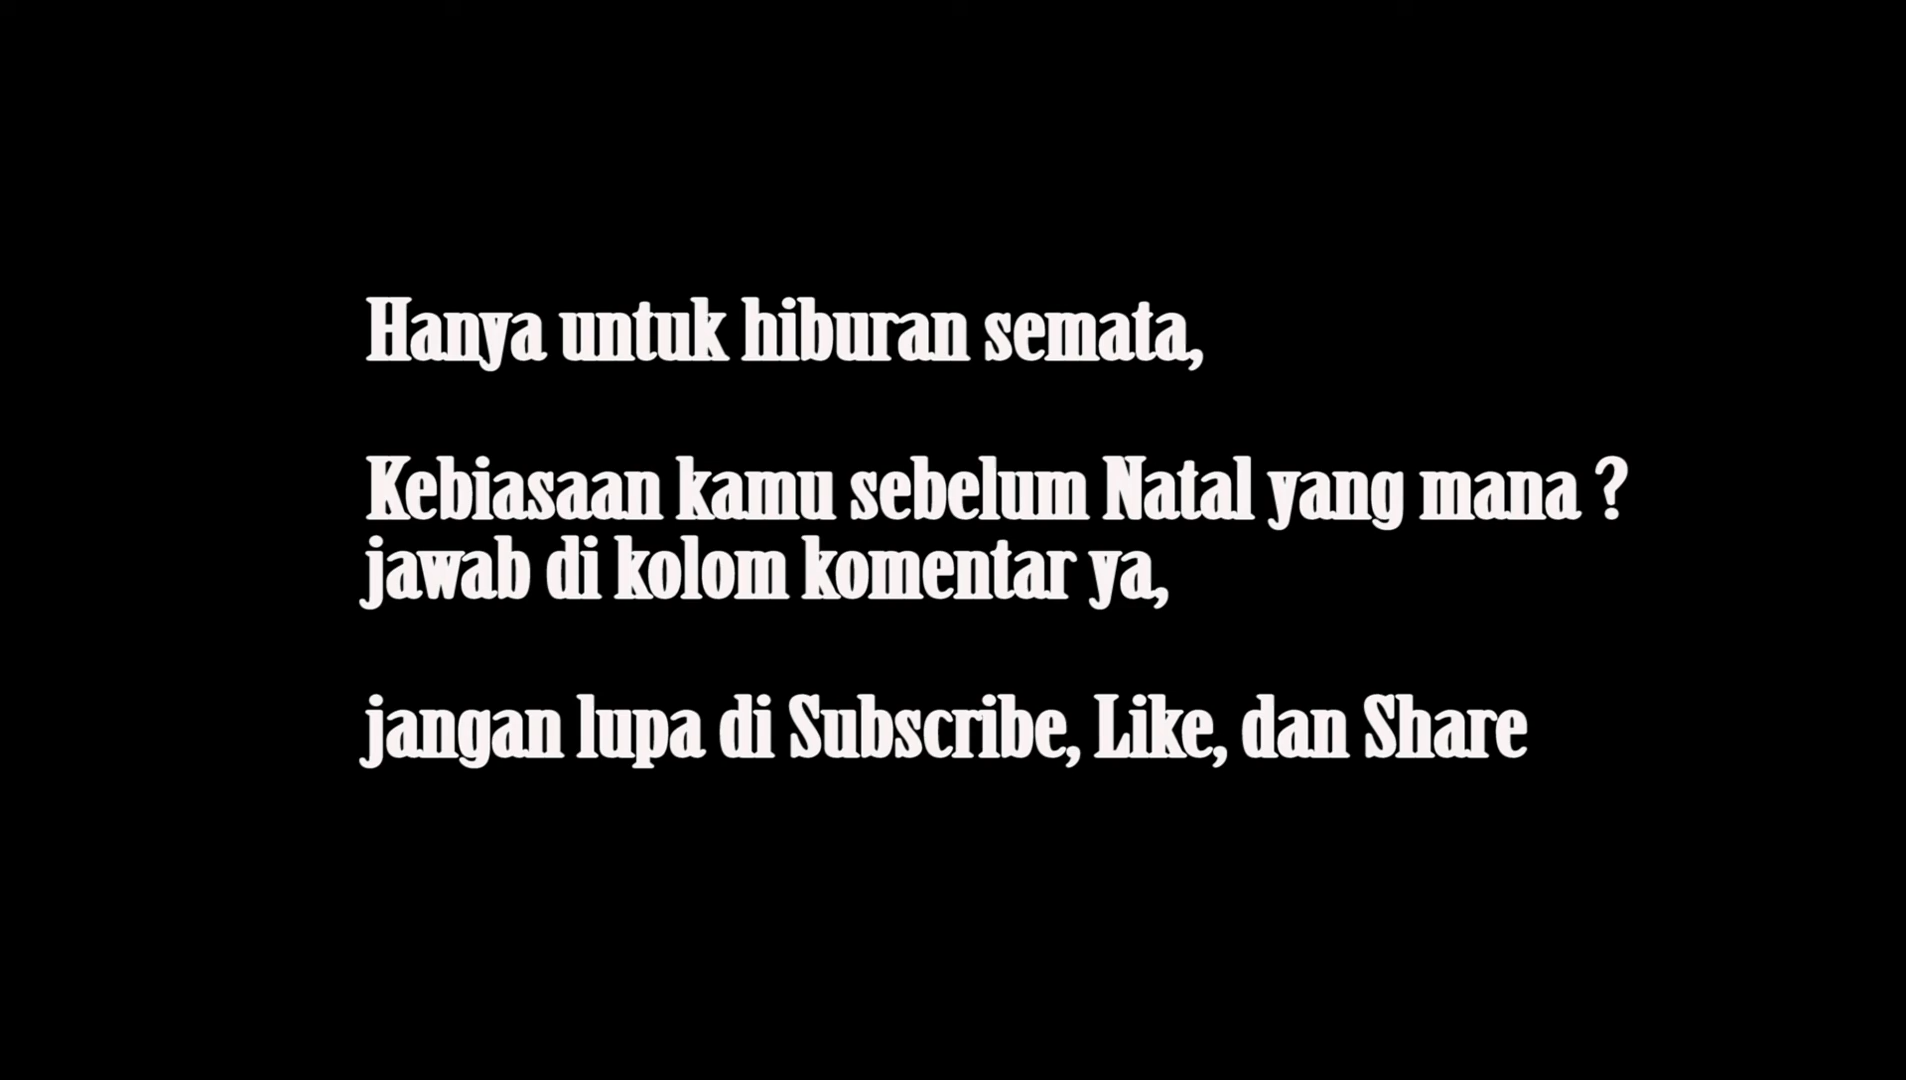 Hanya untuk hiburan semata,
Kebiasaan kamu sebelum Natal yang mana ?
jawab di kolom komentar ya,
jangan lupa di Subscribe, Like, dan Share